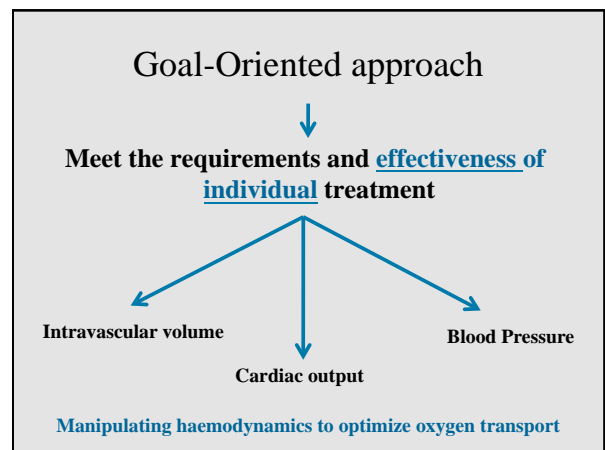 Goal-Oriented approach
Meet the requirements and effectiveness of
individual treatment
Intravascular volume
Blood Pressure
Cardiac output
Manipulating haemodynamics to optimize oxygen transport